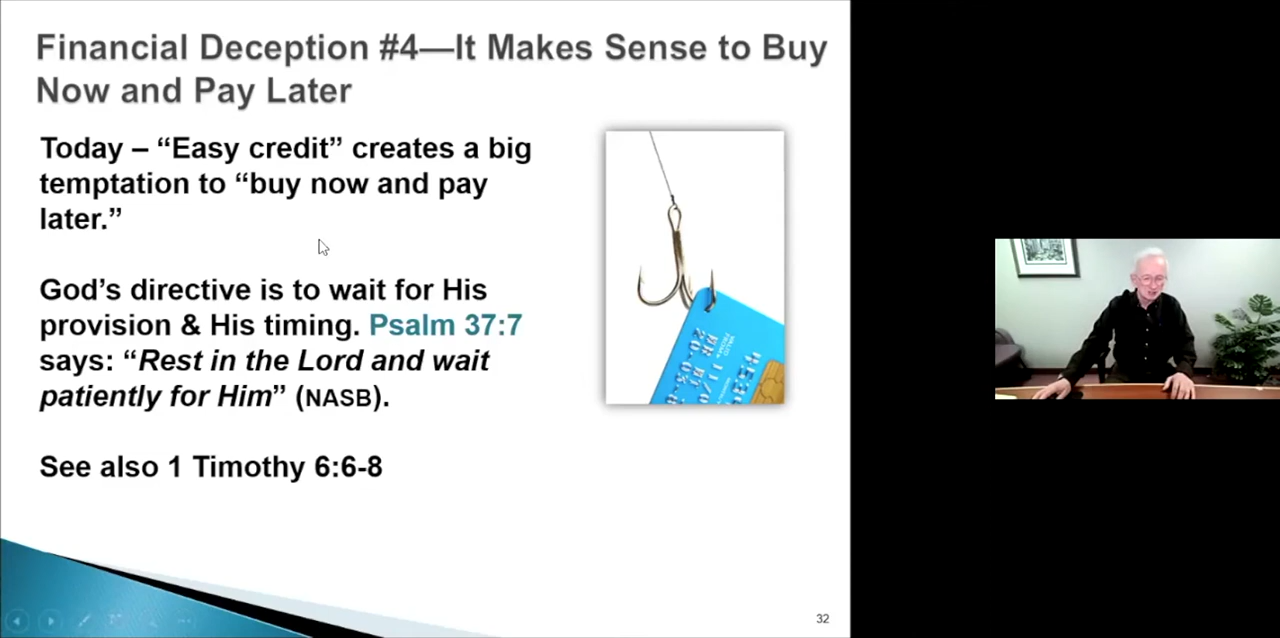 Financial Deception #4—It Makes Sense to Buy
Now and Pay Later
Today – “Easy credit” creates a big
temptation to “buy now and pay
later.”
God’s directive is to wait for His
provision & His timing. Psalm 37:7
says: “Rest in the Lord and wait
patiently for Him” (NASB).
See also 1 Timothy 6:6-8
32